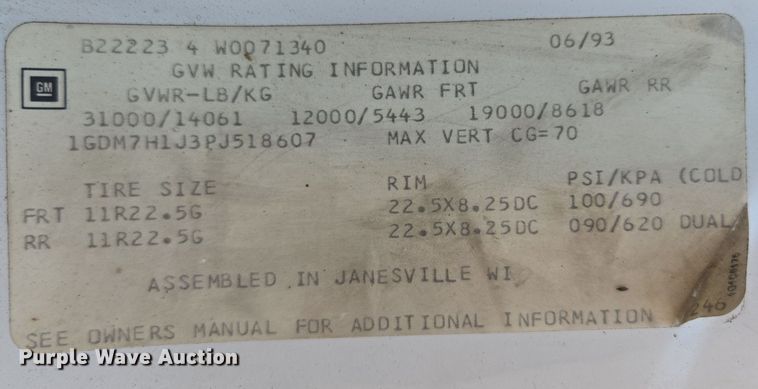 B22223 4 W0071340 06/93
GVW RATING INFORMATION
GM
GVWR-LB/KG GAWR FRT GAWR RR
31000/14061 12000/5443 19000/8618
1GDM7H1J3PJ518607 MAX VERT CG=70
TIRE SIZE RIM PSI/KPA (COLD
FRT 11R22.5G 22.5X8.25DC 100/690
RR 11R22.5G 22.5X8.25DC 090/620 DUAL
ASSEMBLED IN JANESVILLE WI
SEE OWNERS MANUAL FOR ADDITIONAL INFORMATION 246
Purple Wave Auction